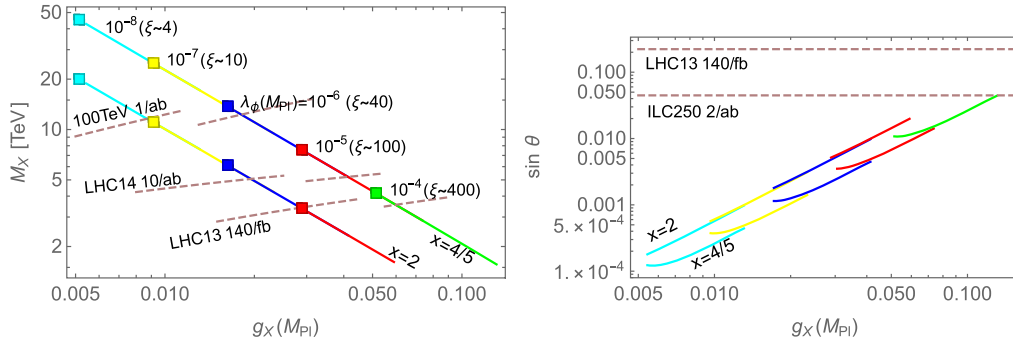 50
20
10
5
2
M_X [TeV]
10⁻⁸(ξ~4)
10⁻⁷(ξ~10)
λ_ϕ(M_Pl)=10⁻⁶ (ξ~40)
10⁻⁵(ξ~100)
10⁻⁴(ξ~400)
100TeV 1/ab
LHC14 10/ab
LHC13 140/fb
x=2
x=4/5
0.005
0.010
0.050
0.100
g_X(M_Pl)
0.100
0.050
0.010
0.005
0.001
5.×10⁻⁴
1.×10⁻⁴
sin θ
LHC13 140/fb
ILC250 2/ab
x=2
x=4/5
0.005
0.010
0.050
0.100
g_X(M_Pl)